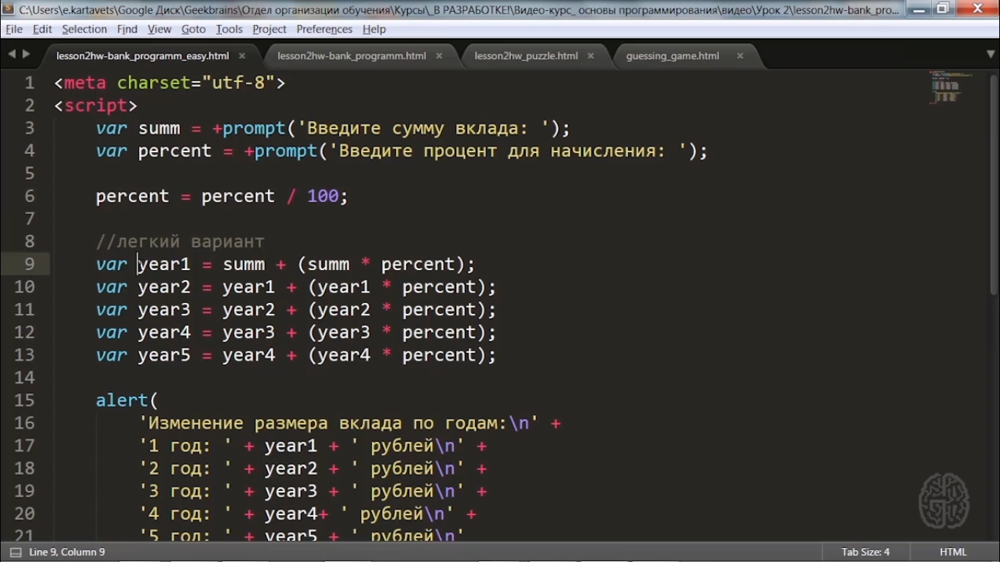 C:\Users\e.kartavets\Google Диск\Geekbrains\Отдел организации обучения\Курсы\_В РАЗРАБОТКЕ!\Видео-курс_ основы программирования\видео\Урок 2\lesson2hw-bank_pro...
File Edit Selection Find View Goto Tools Project Preferences Help
lesson2hw-bank_programm_easy.html × lesson2hw-bank_programm.html × lesson2hw_puzzle.html × guessing_game.html ×
1 <meta charset="utf-8">
2 <script>
3 var summ = +prompt('Введите сумму вклада: ');
4 var percent = +prompt('Введите процент для начисления: ');
5
6 percent = percent / 100;
7
8 //легкий вариант
9 var year1 = summ + (summ * percent);
10 var year2 = year1 + (year1 * percent);
11 var year3 = year2 + (year2 * percent);
12 var year4 = year3 + (year3 * percent);
13 var year5 = year4 + (year4 * percent);
14
15 alert(
16 'Изменение размера вклада по годам:\n' +
17 '1 год: ' + year1 + ' рублей\n' +
18 '2 год: ' + year2 + ' рублей\n' +
19 '3 год: ' + year3 + ' рублей\n' +
20 '4 год: ' + year4+ ' рублей\n' +
21 '5 год: ' + year5 + ' рублей\n'
Line 9, Column 9 Tab Size: 4 HTML